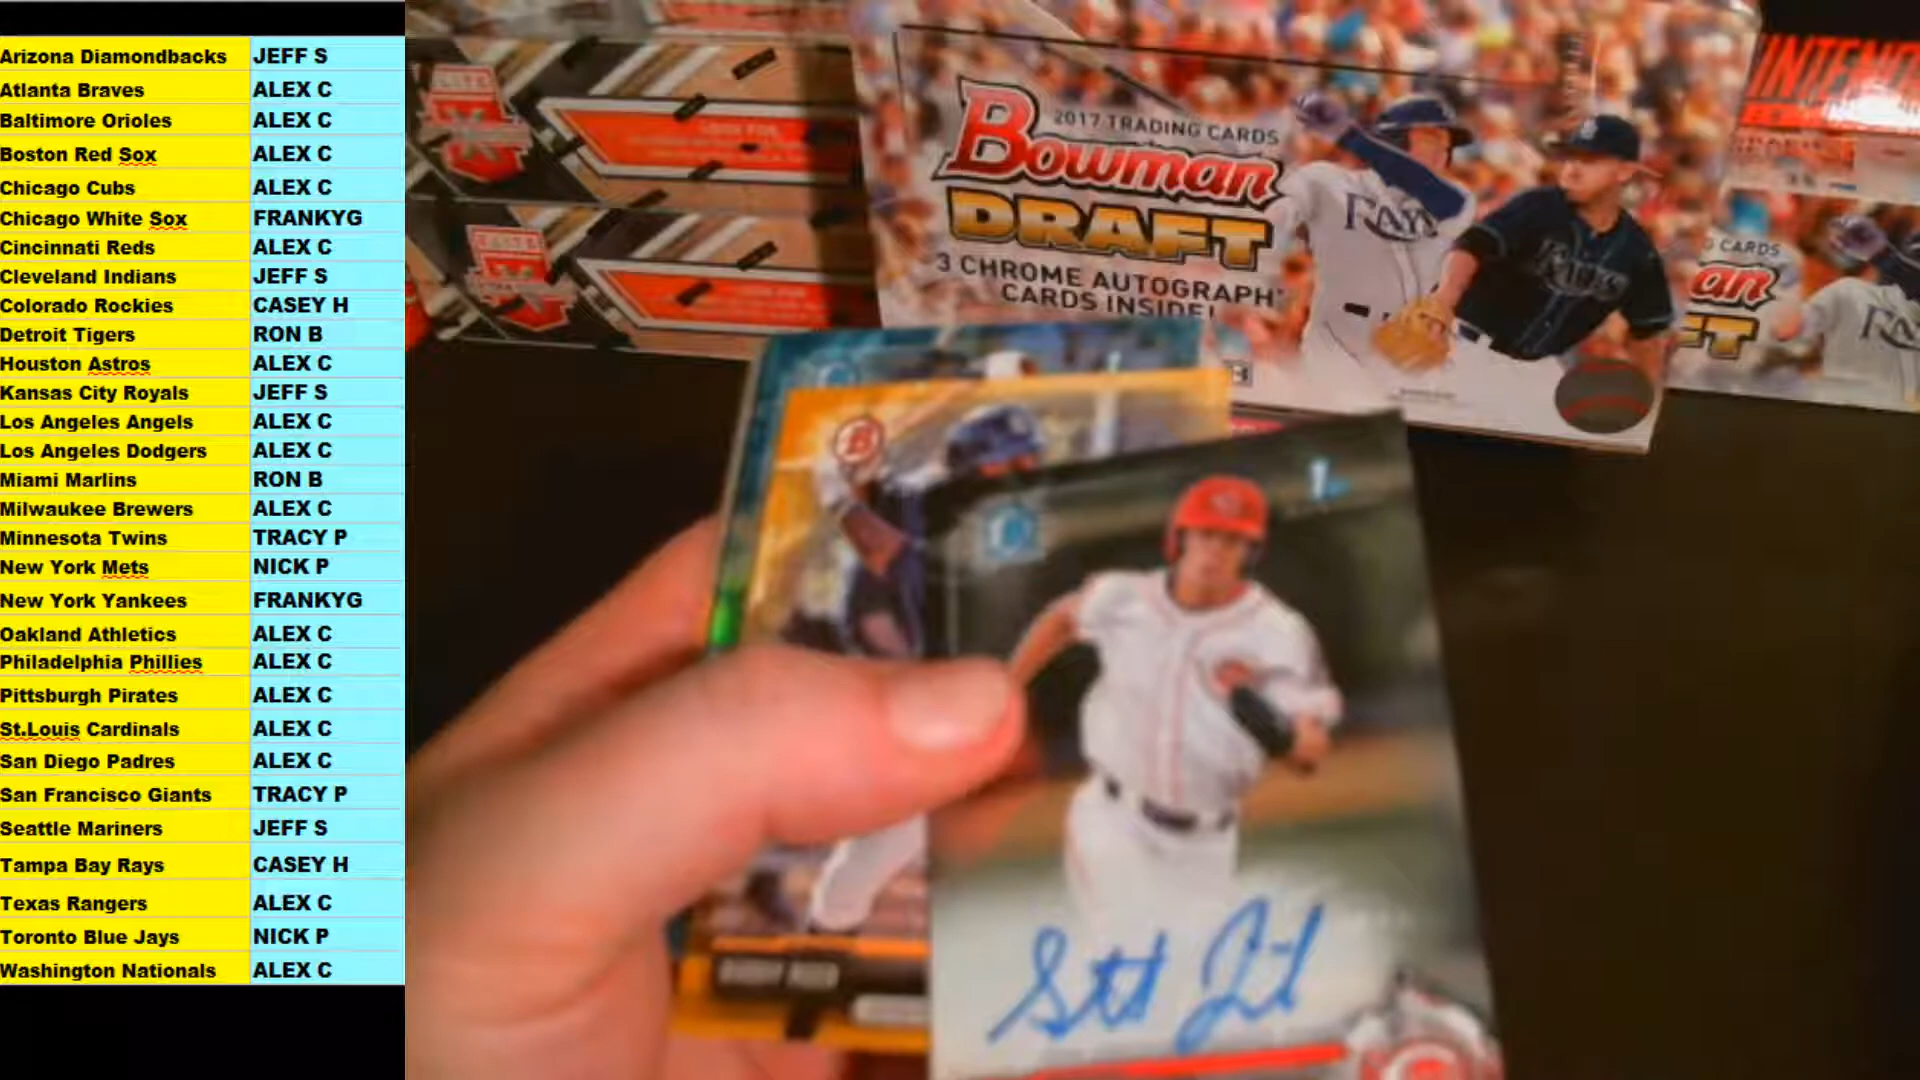 Arizona Diamondbacks JEFF S
Atlanta Braves ALEX C
Baltimore Orioles ALEX C
Boston Red Sox ALEX C
Chicago Cubs ALEX C
Chicago White Sox FRANKYG
Cincinnati Reds ALEX C
Cleveland Indians JEFF S
Colorado Rockies CASEY H
Detroit Tigers RON B
Houston Astros ALEX C
Kansas City Royals JEFF S
Los Angeles Angels ALEX C
Los Angeles Dodgers ALEX C
Miami Marlins RON B
Milwaukee Brewers ALEX C
Minnesota Twins TRACY P
New York Mets NICK P
New York Yankees FRANKYG
Oakland Athletics ALEX C
Philadelphia Phillies ALEX C
Pittsburgh Pirates ALEX C
St.Louis Cardinals ALEX C
San Diego Padres ALEX C
San Francisco Giants TRACY P
Seattle Mariners JEFF S
Tampa Bay Rays CASEY H
Texas Rangers ALEX C
Toronto Blue Jays NICK P
Washington Nationals ALEX C
2017 TRADING CARDS
Bowman
DRAFT
3 CHROME AUTOGRAPH
CARDS INSIDE!
RAYS
RAYS
CARDS
an
FT
B